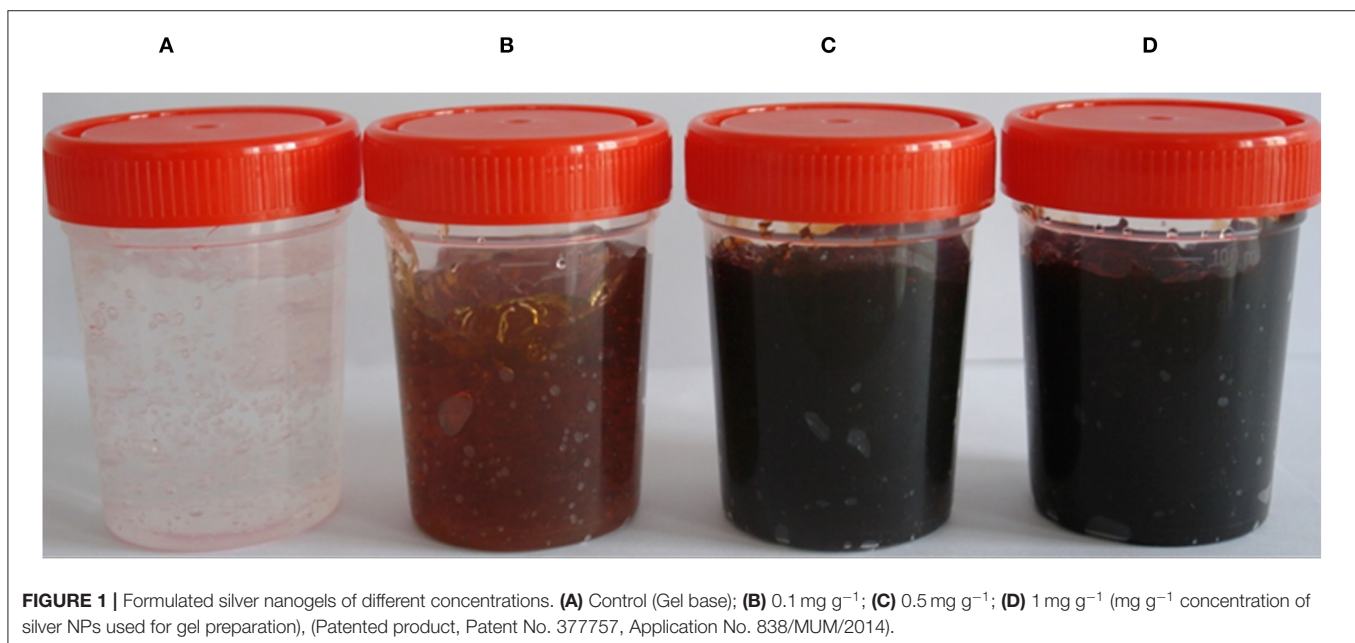 A B C D
100 ml
FIGURE 1 | Formulated silver nanogels of different concentrations. (A) Control (Gel base); (B) 0.1 mg g⁻¹; (C) 0.5 mg g⁻¹; (D) 1 mg g⁻¹ (mg g⁻¹ concentration of
silver NPs used for gel preparation), (Patented product, Patent No. 377757, Application No. 838/MUM/2014).